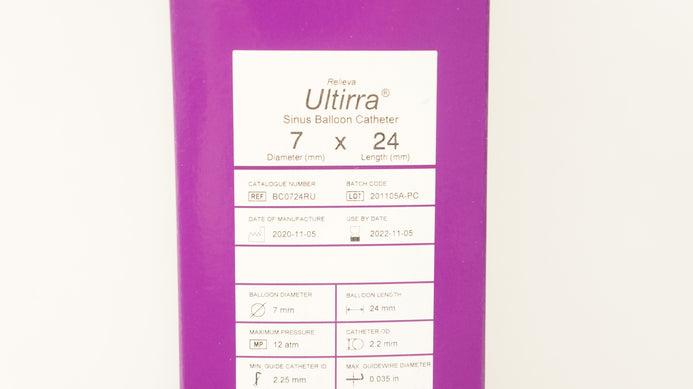 Relieva
Ultirra®
Sinus Balloon Catheter
7 x 24
Diameter (mm) Length (mm)
CATALOGUE NUMBER BATCH CODE
REF BC0724RU LOT 201105A-PC
DATE OF MANUFACTURE USE BY DATE
2020-11-05 2022-11-05
BALLOON DIAMETER BALLOON LENGTH
7 mm 24 mm
MAXIMUM PRESSURE CATHETER OD
MP 12 atm 2.2 mm
MIN. GUIDE CATHETER ID MAX. GUIDEWIRE DIAMETER
2.25 mm 0.035 in